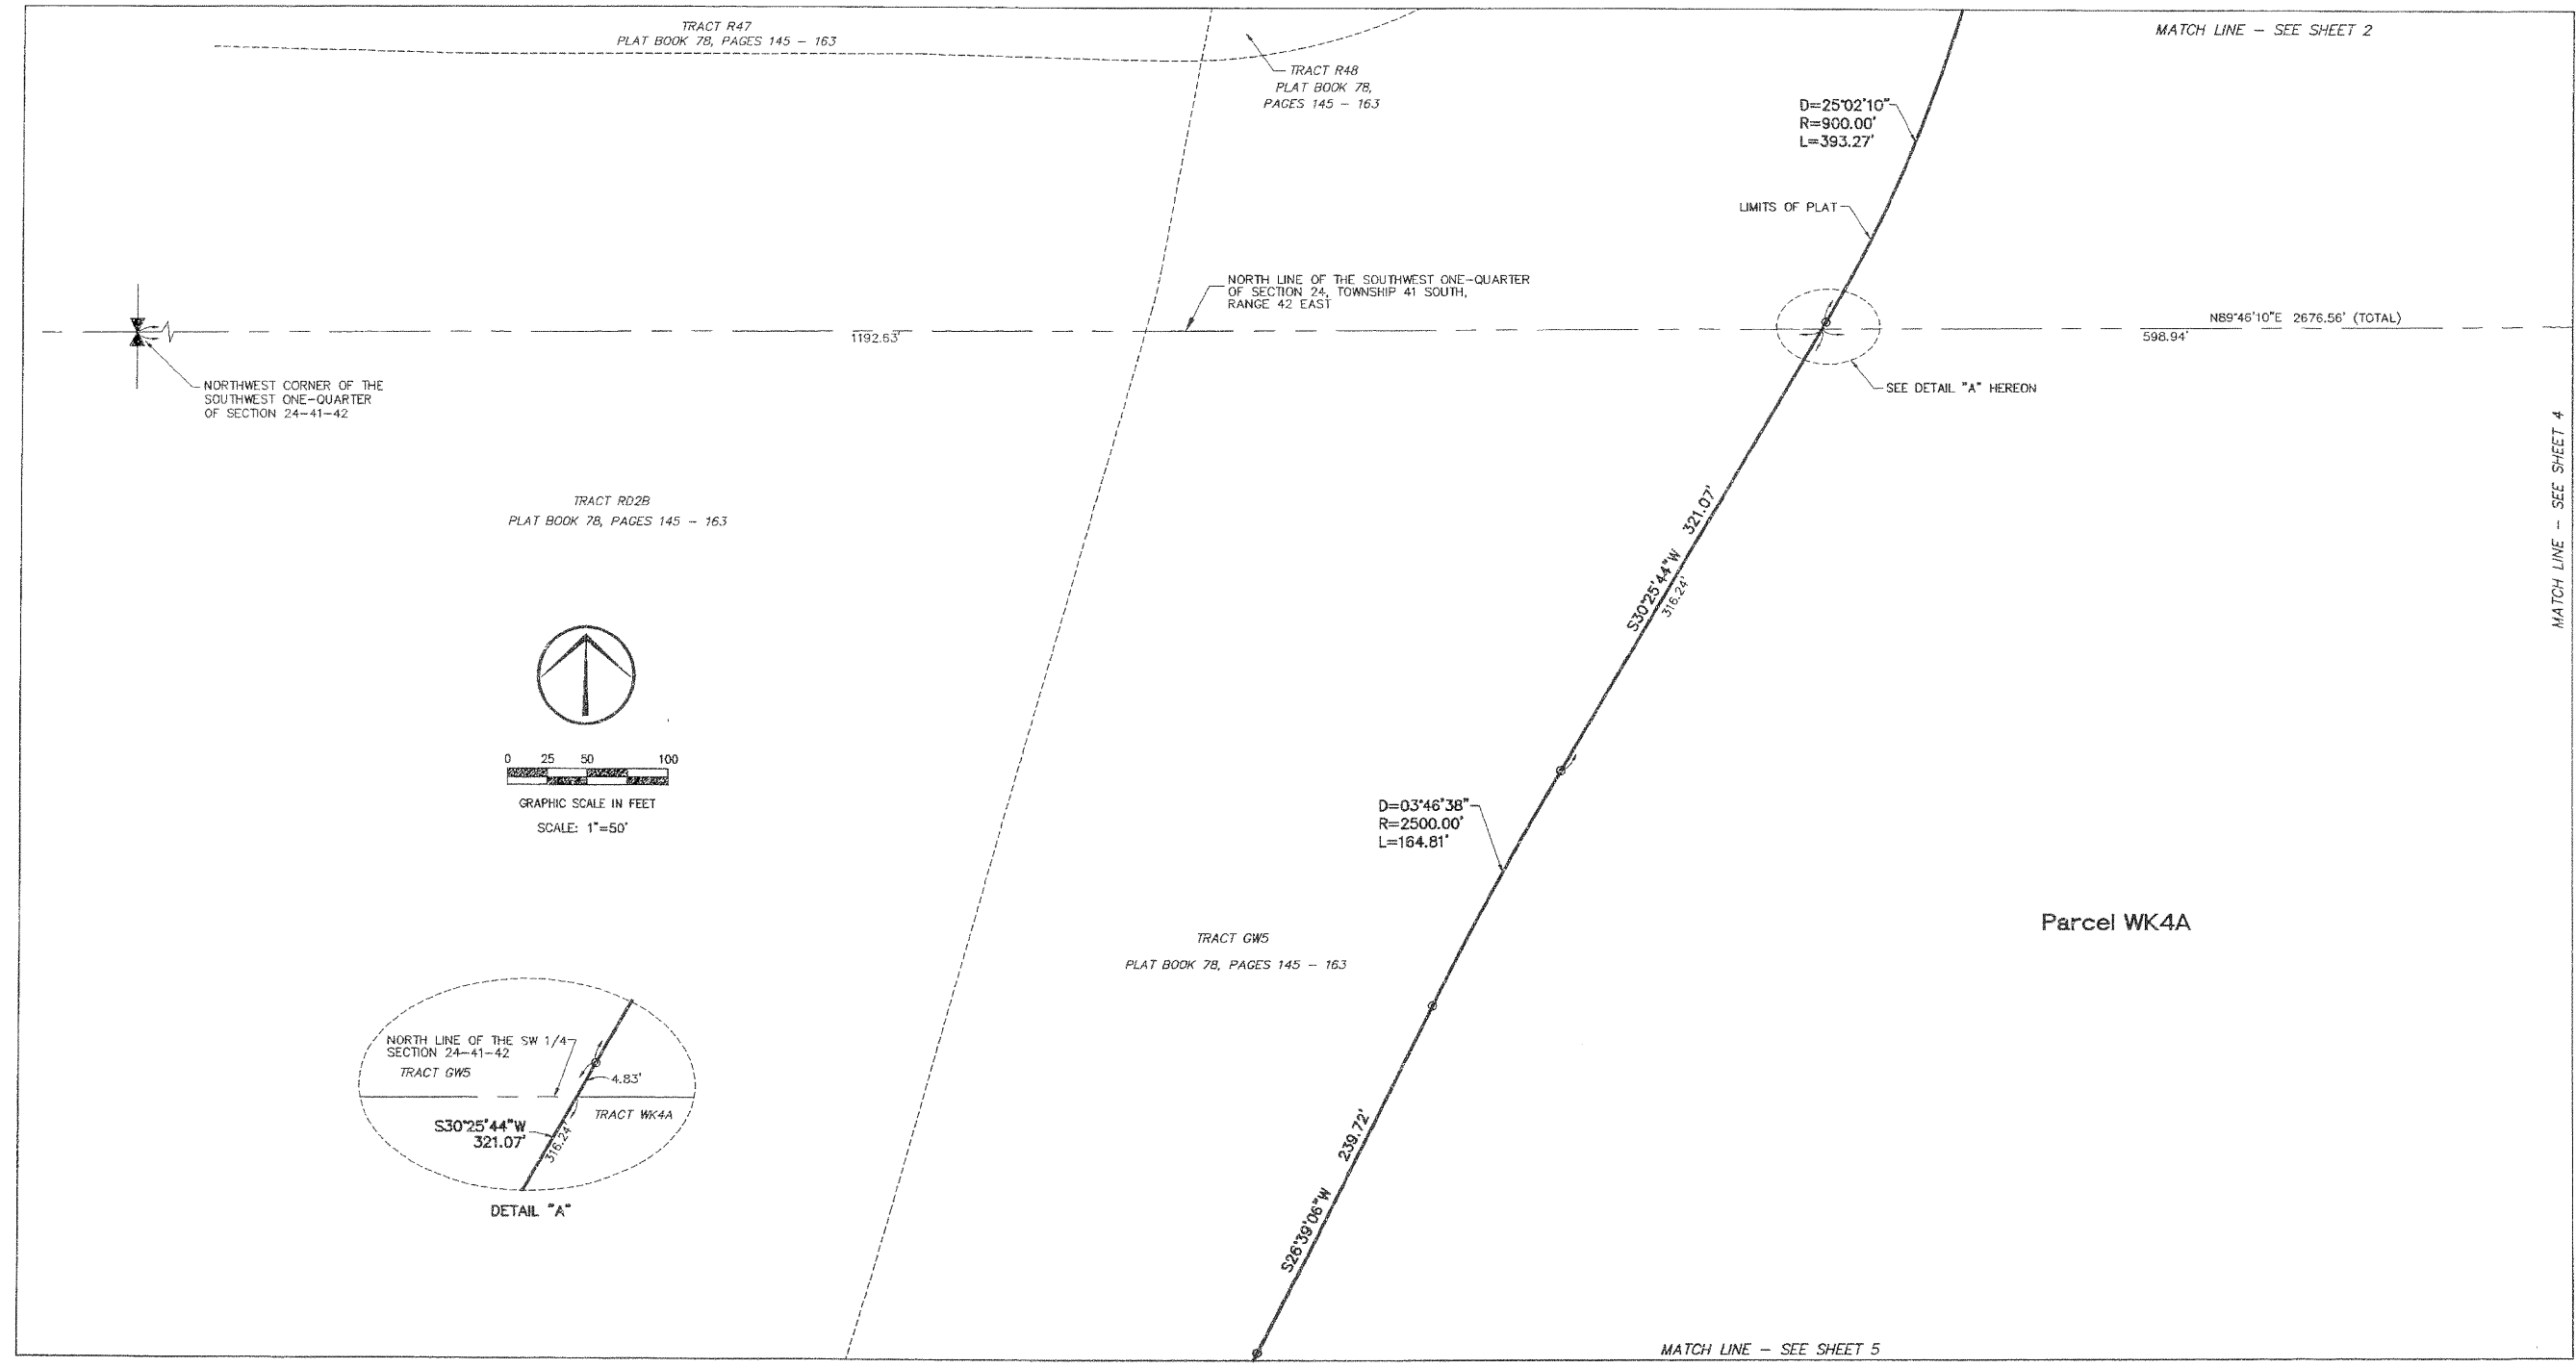 TRACT R47
PLAT BOOK 78, PAGES 145 – 163
MATCH LINE – SEE SHEET 2
TRACT R48
PLAT BOOK 78,
PAGES 145 – 163
D=25°02'10"
R=900.00'
L=393.27'
LIMITS OF PLAT
NORTH LINE OF THE SOUTHWEST ONE-QUARTER
OF SECTION 24, TOWNSHIP 41 SOUTH,
RANGE 42 EAST
N89°46'10"E 2676.56' (TOTAL)
1192.63'
598.94'
NORTHWEST CORNER OF THE
SOUTHWEST ONE-QUARTER
OF SECTION 24-41-42
SEE DETAIL "A" HEREON
MATCH LINE – SEE SHEET 4
TRACT RD2B
PLAT BOOK 78, PAGES 145 – 163
S30°25'44"W 321.07'
316.24'
0 25 50 100
GRAPHIC SCALE IN FEET
SCALE: 1"=50'
D=03°46'38"
R=2500.00'
L=164.81'
Parcel WK4A
TRACT GW5
PLAT BOOK 78, PAGES 145 – 163
NORTH LINE OF THE SW 1/4
SECTION 24-41-42
TRACT GW5
4.83'
TRACT WK4A
S30°25'44"W
321.07'
316.24'
DETAIL "A"
S26°39'06"W 239.72'
MATCH LINE – SEE SHEET 5